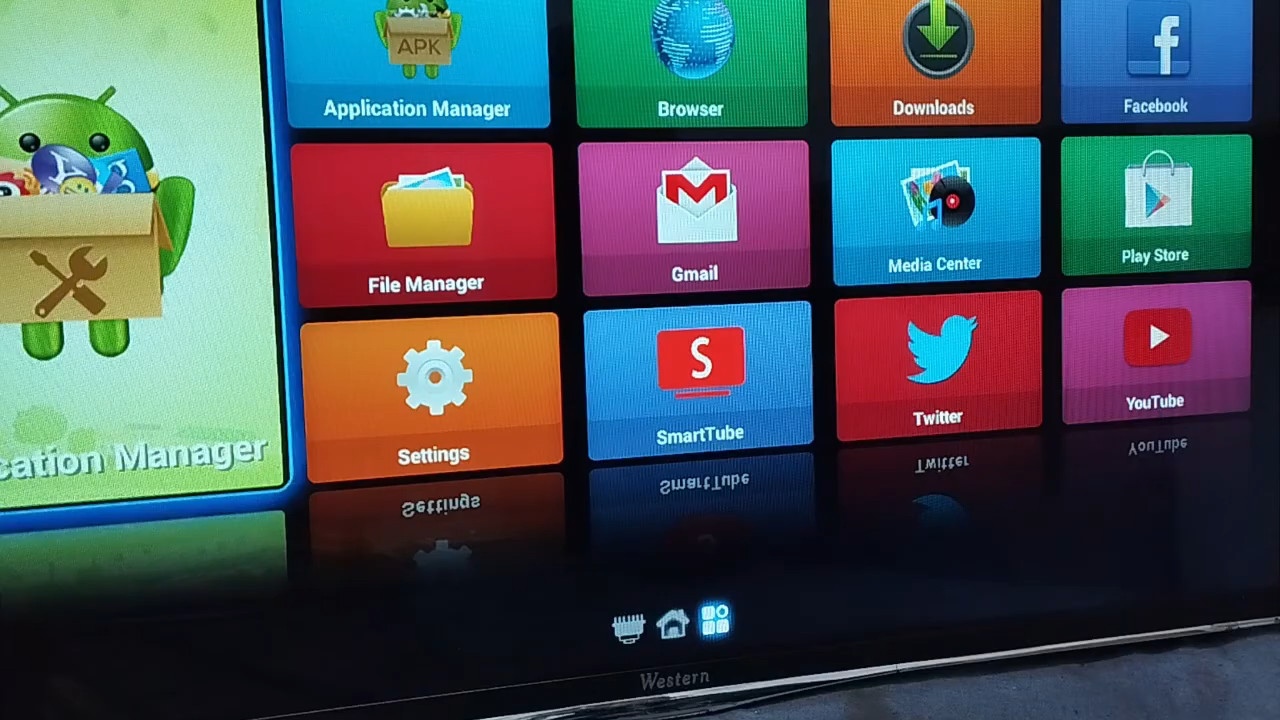 APK
Application Manager
Browser
Downloads
Facebook
File Manager
Gmail
Media Center
Play Store
cation Manager
Settings
S
SmartTube
Twitter
YouTube
Settings
SmartTube
Twitter
YouTube
Western